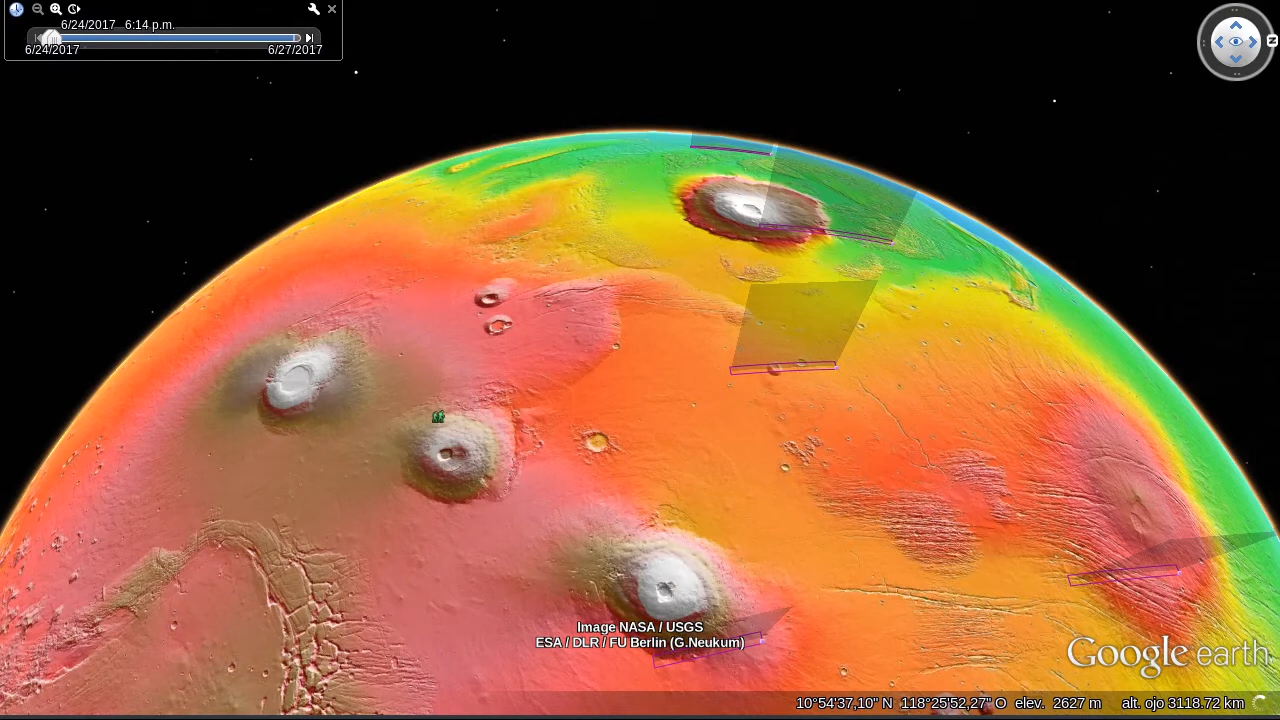 6/24/2017 6:14 p.m.
6/24/2017 6/27/2017
N
Image NASA / USGS
ESA / DLR / FU Berlin (G.Neukum)
Google earth
10°54'37,10" N 118°25'52,27" O elev. 2627 m alt. ojo 3118.72 km